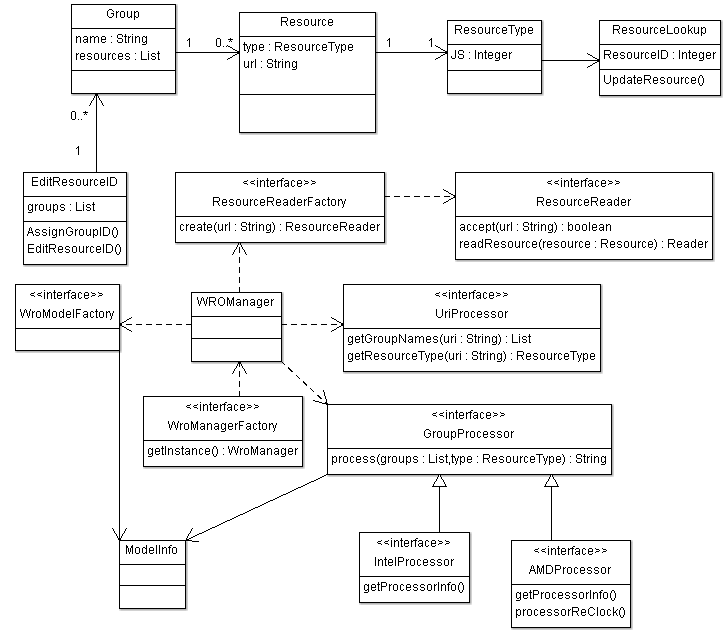 Group
name : String
resources : List
1
0..*
Resource
type : ResourceType
url : String
1
1
ResourceType
JS : Integer
ResourceLookup
ResourceID : Integer
UpdateResource()
0..*
1
EditResourceID
groups : List
AssignGroupID()
EditResourceID()
<<interface>>
ResourceReaderFactory
create(url : String) : ResourceReader
<<interface>>
ResourceReader
accept(url : String) : boolean
readResource(resource : Resource) : Reader
<<interface>>
WroModelFactory
WROManager
<<interface>>
UriProcessor
getGroupNames(uri : String) : List
getResourceType(uri : String) : ResourceType
<<interface>>
WroManagerFactory
getInstance() : WroManager
<<interface>>
GroupProcessor
process(groups : List,type : ResourceType) : String
ModelInfo
<<interface>>
IntelProcessor
getProcessorInfo()
<<interface>>
AMDProcessor
getProcessorInfo()
processorReClock()